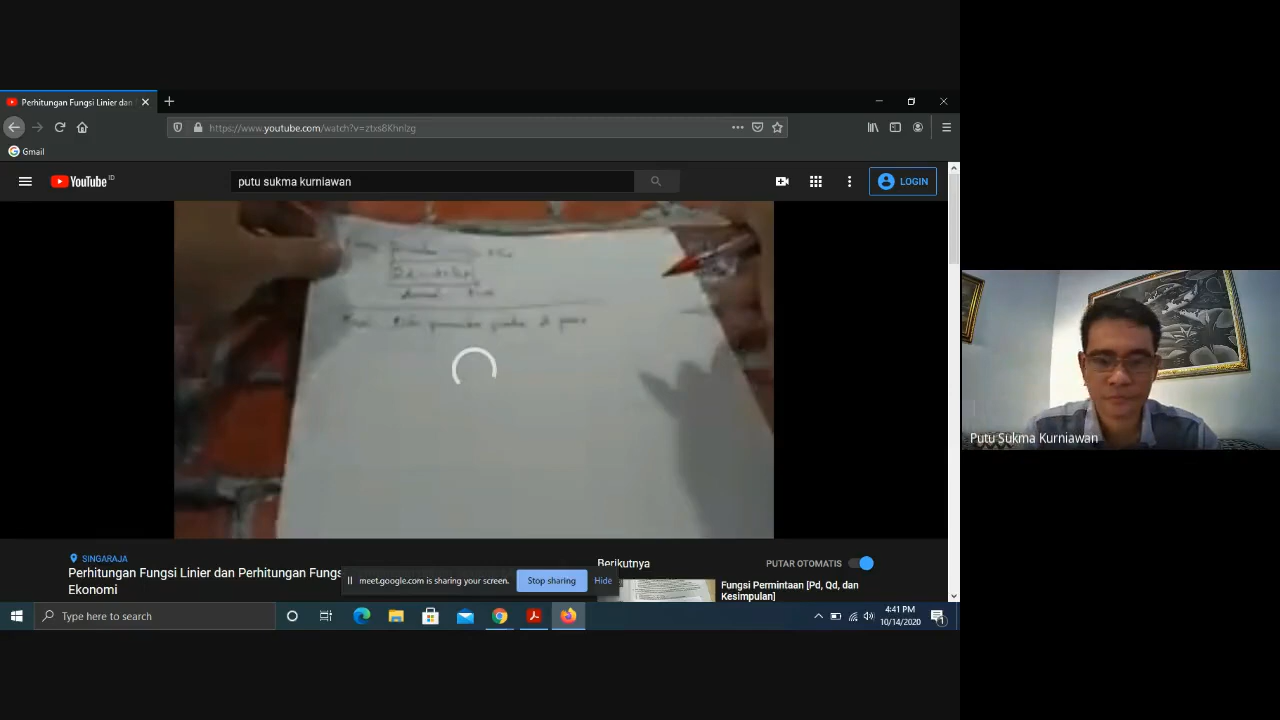 Perhitungan Fungsi Linier dan
https://www.youtube.com/watch?v=ztxs8Khnlzg
Gmail
YouTube ID
putu sukma kurniawan
LOGIN
SINGARAJA
Perhitungan Fungsi Linier dan Perhitungan Fungs
Ekonomi
Berikutnya
PUTAR OTOMATIS
Fungsi Permintaan [Pd, Qd, dan
Kesimpulan]
meet.google.com is sharing your screen.
Stop sharing
Hide
Type here to search
4:41 PM
10/14/2020
1
Putu Sukma Kurniawan